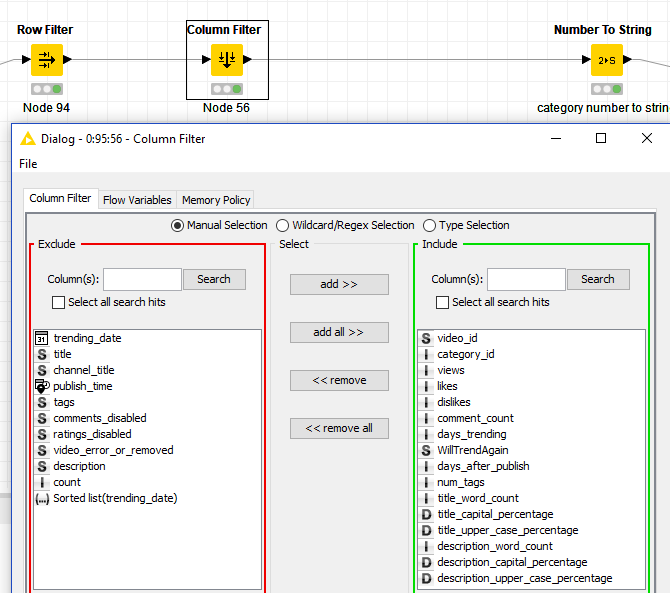 Row Filter
Column Filter
Number To String
2▸S
Node 94
Node 56
category number to strin
Dialog - 0:95:56 - Column Filter
File
Column Filter
Flow Variables
Memory Policy
Manual Selection
Wildcard/Regex Selection
Type Selection
Exclude
Select
Include
Column(s):
Search
Select all search hits
add >>
add all >>
<< remove
<< remove all
Column(s):
Search
Select all search hits
31 trending_date
S title
S channel_title
publish_time
S tags
S comments_disabled
S ratings_disabled
S video_error_or_removed
S description
I count
{...} Sorted list(trending_date)
S video_id
I category_id
I views
I likes
I dislikes
I comment_count
I days_trending
S WillTrendAgain
I days_after_publish
I num_tags
I title_word_count
D title_capital_percentage
D title_upper_case_percentage
I description_word_count
D description_capital_percentage
D description_upper_case_percentage